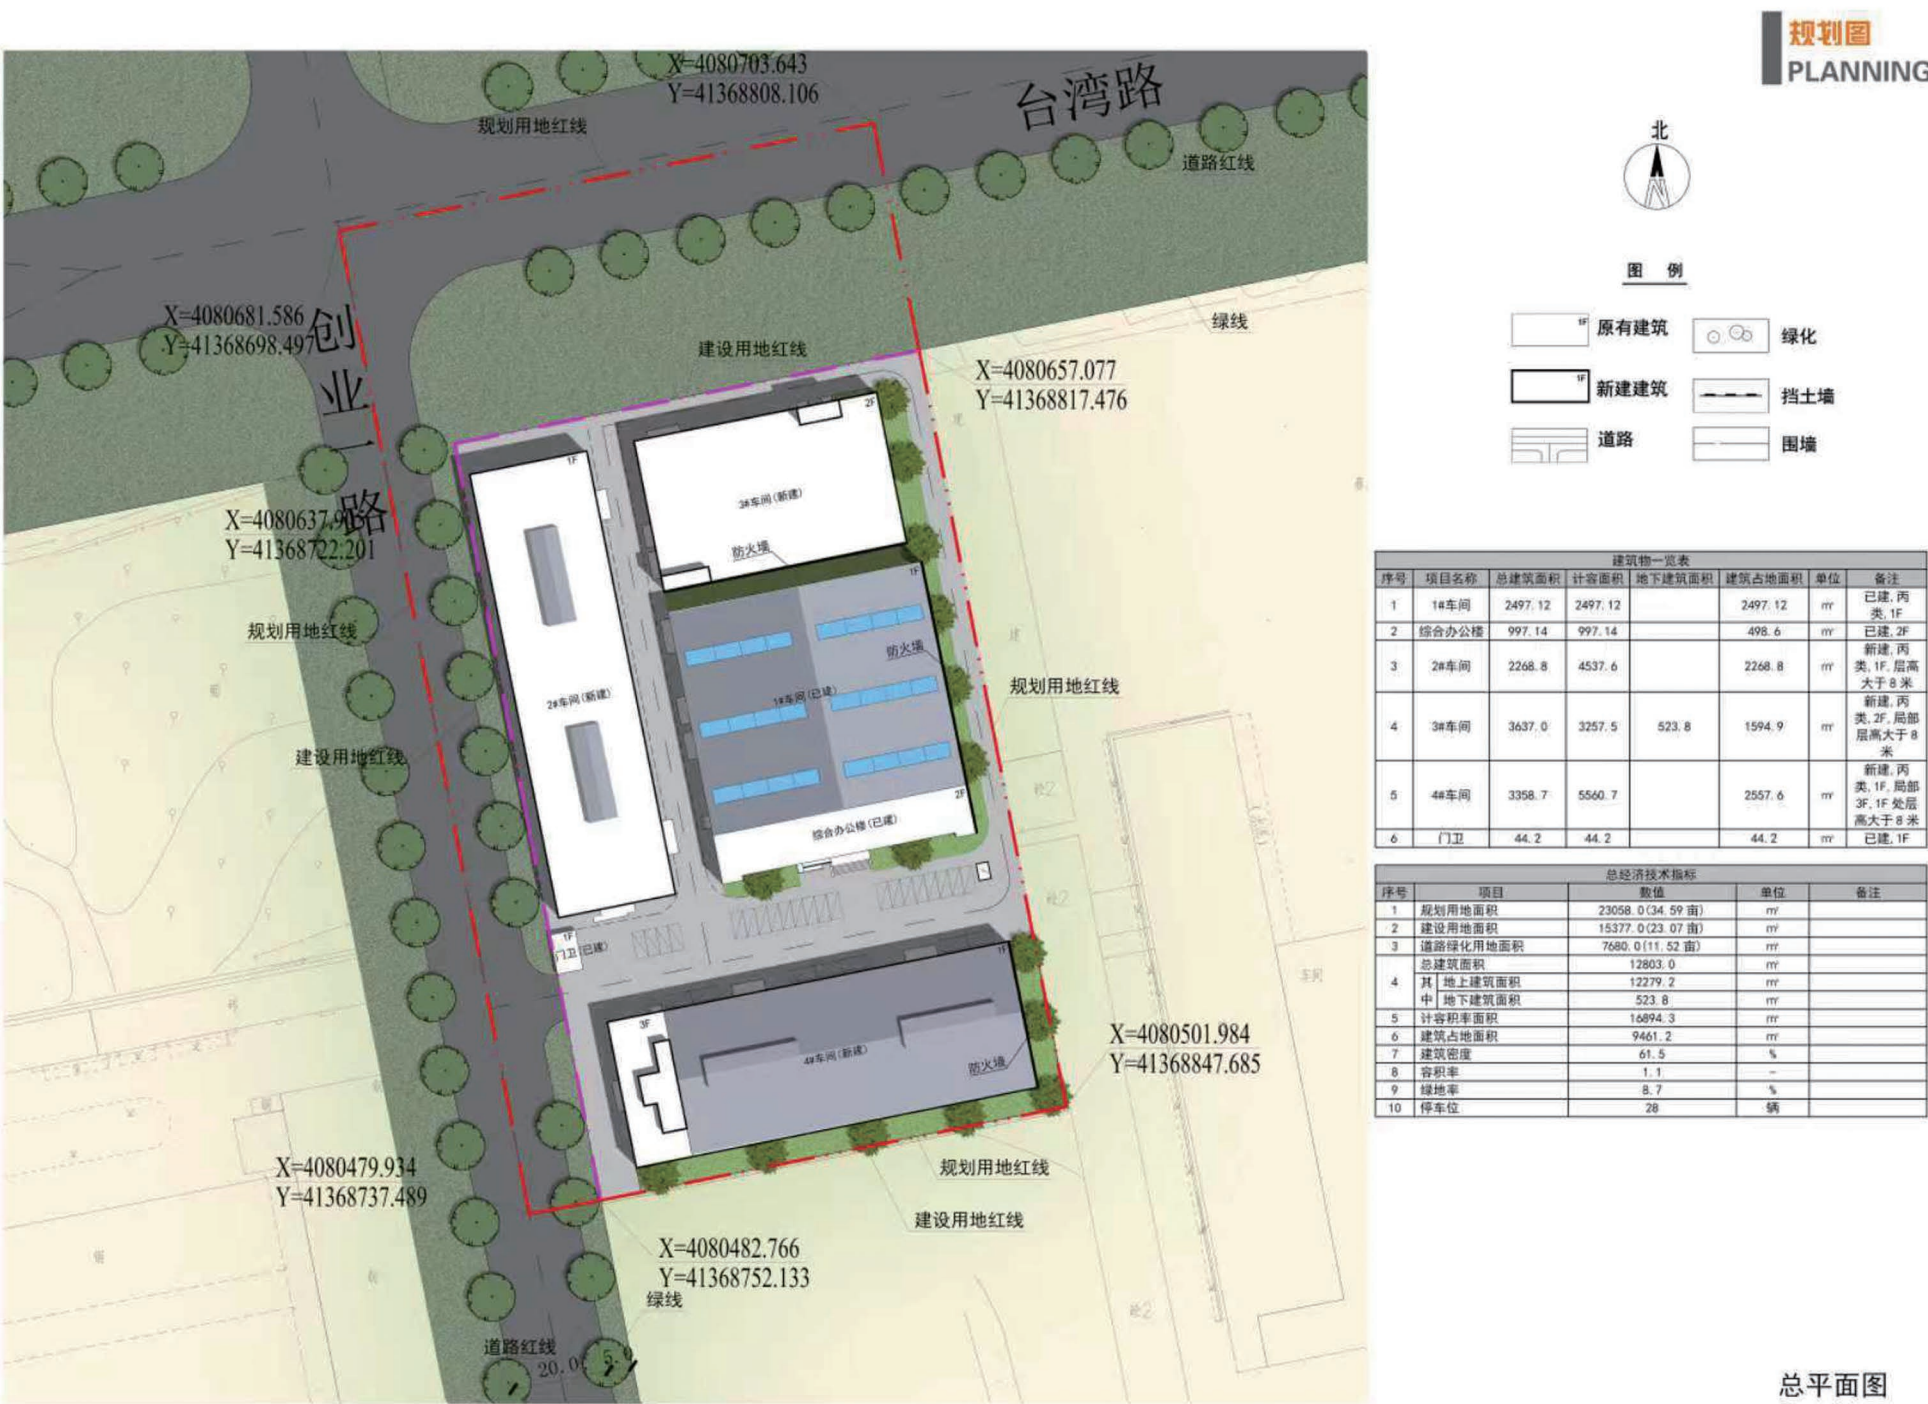 规划图
PLANNING
X=4080703.643
Y=41368808.106
台湾路
规划用地红线
道路红线
北
图 例
X=4080681.586
Y=41368698.497
创业一路
绿线
建设用地红线
X=4080657.077
Y=41368817.476
原有建筑
1F
绿化
新建建筑
1F
挡土墙
道路
围墙
2F
1F
3#车间(新建)
X=4080637.9
Y=41368722.201
防火墙
1F
规划用地红线
防火墙
规划用地红线
2#车间(新建)
1#车间(已建)
建设用地红线
2F
综合办公楼(已建)
1F
门卫(已建)
1F
3F
4#车间(新建)
防火墙
X=4080501.984
Y=41368847.685
X=4080479.934
Y=41368737.489
规划用地红线
建设用地红线
X=4080482.766
Y=41368752.133
绿线
道路红线
20.0
建筑物一览表
序号 项目名称 总建筑面积 计容面积 地下建筑面积 建筑占地面积 单位 备注
1 1#车间 2497.12 2497.12 2497.12 ㎡ 已建,丙类,1F
2 综合办公楼 997.14 997.14 498.6 ㎡ 已建,2F
3 2#车间 2268.8 4537.6 2268.8 ㎡ 新建,丙类,1F,层高大于8米
4 3#车间 3637.0 3257.5 523.8 1594.9 ㎡ 新建,丙类,2F,局部层高大于8米
5 4#车间 3358.7 5560.7 2557.6 ㎡ 新建,丙类,1F,局部3F,1F处层高大于8米
6 门卫 44.2 44.2 44.2 ㎡ 已建,1F
总经济技术指标
序号 项目 数值 单位 备注
1 规划用地面积 23058.0(34.59亩) ㎡
2 建设用地面积 15377.0(23.07亩) ㎡
3 道路绿化用地面积 7680.0(11.52亩) ㎡
4 总建筑面积 12803.0 ㎡
其中 地上建筑面积 12279.2 ㎡
地下建筑面积 523.8 ㎡
5 计容积率面积 16894.3 ㎡
6 建筑占地面积 9461.2 ㎡
7 建筑密度 61.5 %
8 容积率 1.1 -
9 绿地率 8.7 %
10 停车位 28 辆
总平面图